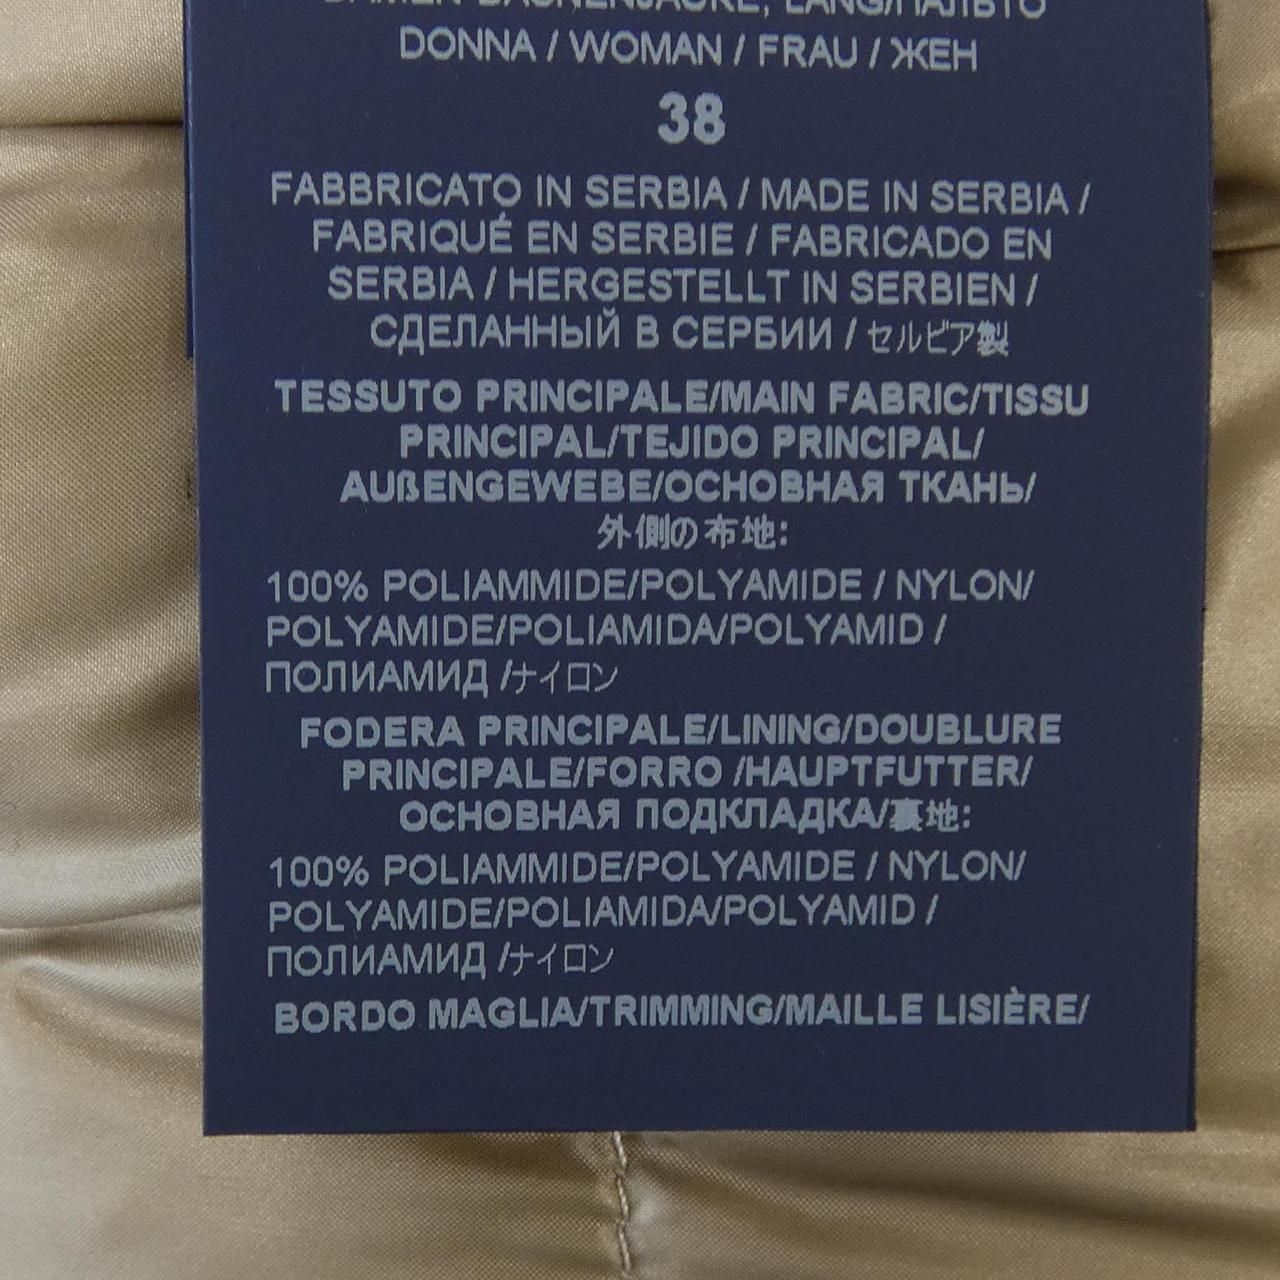 DAMEN-DAUNENJACKE, LANG/ПАЛЬТО
DONNA / WOMAN / FRAU / ЖЕН
38
FABBRICATO IN SERBIA / MADE IN SERBIA /
FABRIQUÉ EN SERBIE / FABRICADO EN
SERBIA / HERGESTELLT IN SERBIEN /
СДЕЛАННЫЙ В СЕРБИИ / セルビア製
TESSUTO PRINCIPALE/MAIN FABRIC/TISSU
PRINCIPAL/TEJIDO PRINCIPAL/
AUßENGEWEBE/ОСНОВНАЯ ТКАНЬ/
外側の布地:
100% POLIAMMIDE/POLYAMIDE / NYLON/
POLYAMIDE/POLIAMIDA/POLYAMID /
ПОЛИАМИД /ナイロン
FODERA PRINCIPALE/LINING/DOUBLURE
PRINCIPALE/FORRO /HAUPTFUTTER/
ОСНОВНАЯ ПОДКЛАДКА/裏地:
100% POLIAMMIDE/POLYAMIDE / NYLON/
POLYAMIDE/POLIAMIDA/POLYAMID /
ПОЛИАМИД /ナイロン
BORDO MAGLIA/TRIMMING/MAILLE LISIÈRE/